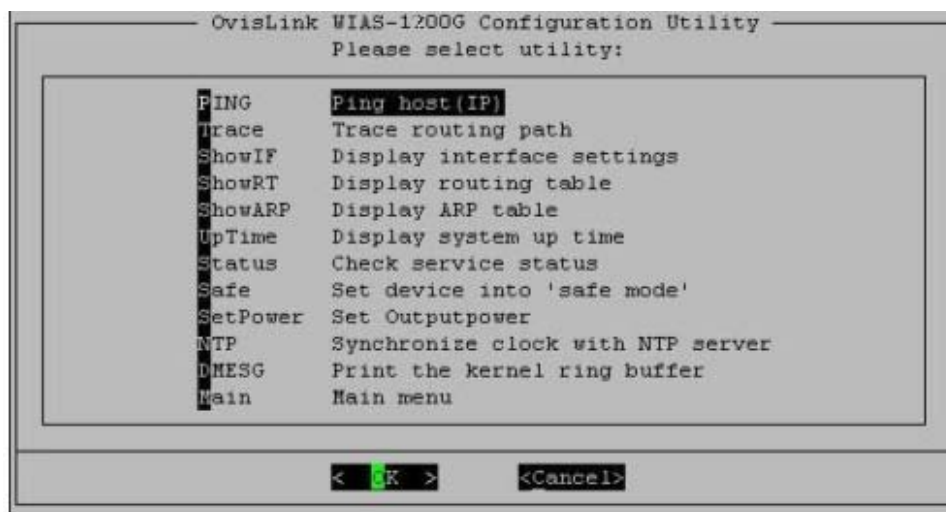 OvisLink WIAS-1200G Configuration Utility
Please select utility:
PING Ping host(IP)
Trace Trace routing path
ShowIF Display interface settings
ShowRT Display routing table
ShowARP Display ARP table
UpTime Display system up time
Status Check service status
Safe Set device into 'safe mode'
SetPower Set Outputpower
NTP Synchronize clock with NTP server
DMESG Print the kernel ring buffer
Main Main menu
< OK > <Cancel>